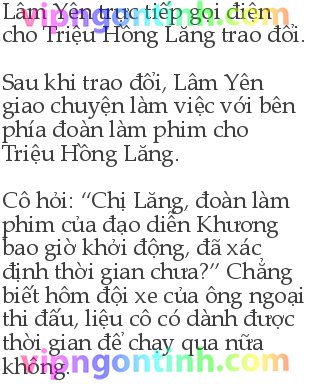 Lâm Yên trực tiếp gọi điện
cho Triệu Hồng Lăng trao đổi.
Sau khi trao đổi, Lâm Yên
giao chuyện làm việc với bên
phía đoàn làm phim cho
Triệu Hồng Lăng.
Cô hỏi: “Chị Lăng, đoàn làm
phim của đạo diễn Khương
bao giờ khởi động, đã xác
định thời gian chưa?” Chẳng
biết hôm đội xe của ông ngoại
thi đấu, liệu cô có dành được
thời gian để chạy qua nữa
không.
vipngontinh.com
vipngontinh.com